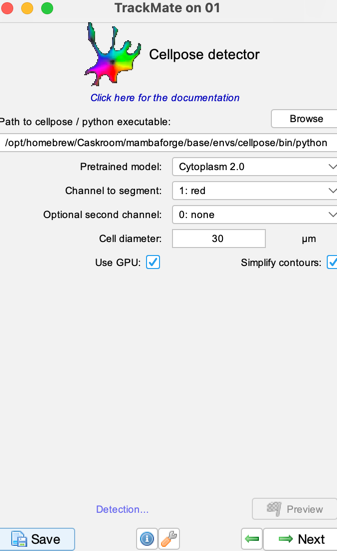 TrackMate on 01
Cellpose detector
Click here for the documentation
Path to cellpose / python executable:
Browse
/opt/homebrew/Caskroom/mambaforge/base/envs/cellpose/bin/python
Pretrained model: Cytoplasm 2.0
Channel to segment: 1: red
Optional second channel: 0: none
Cell diameter: 30 µm
Use GPU: Simplify contours:
Detection... Preview
Save Next